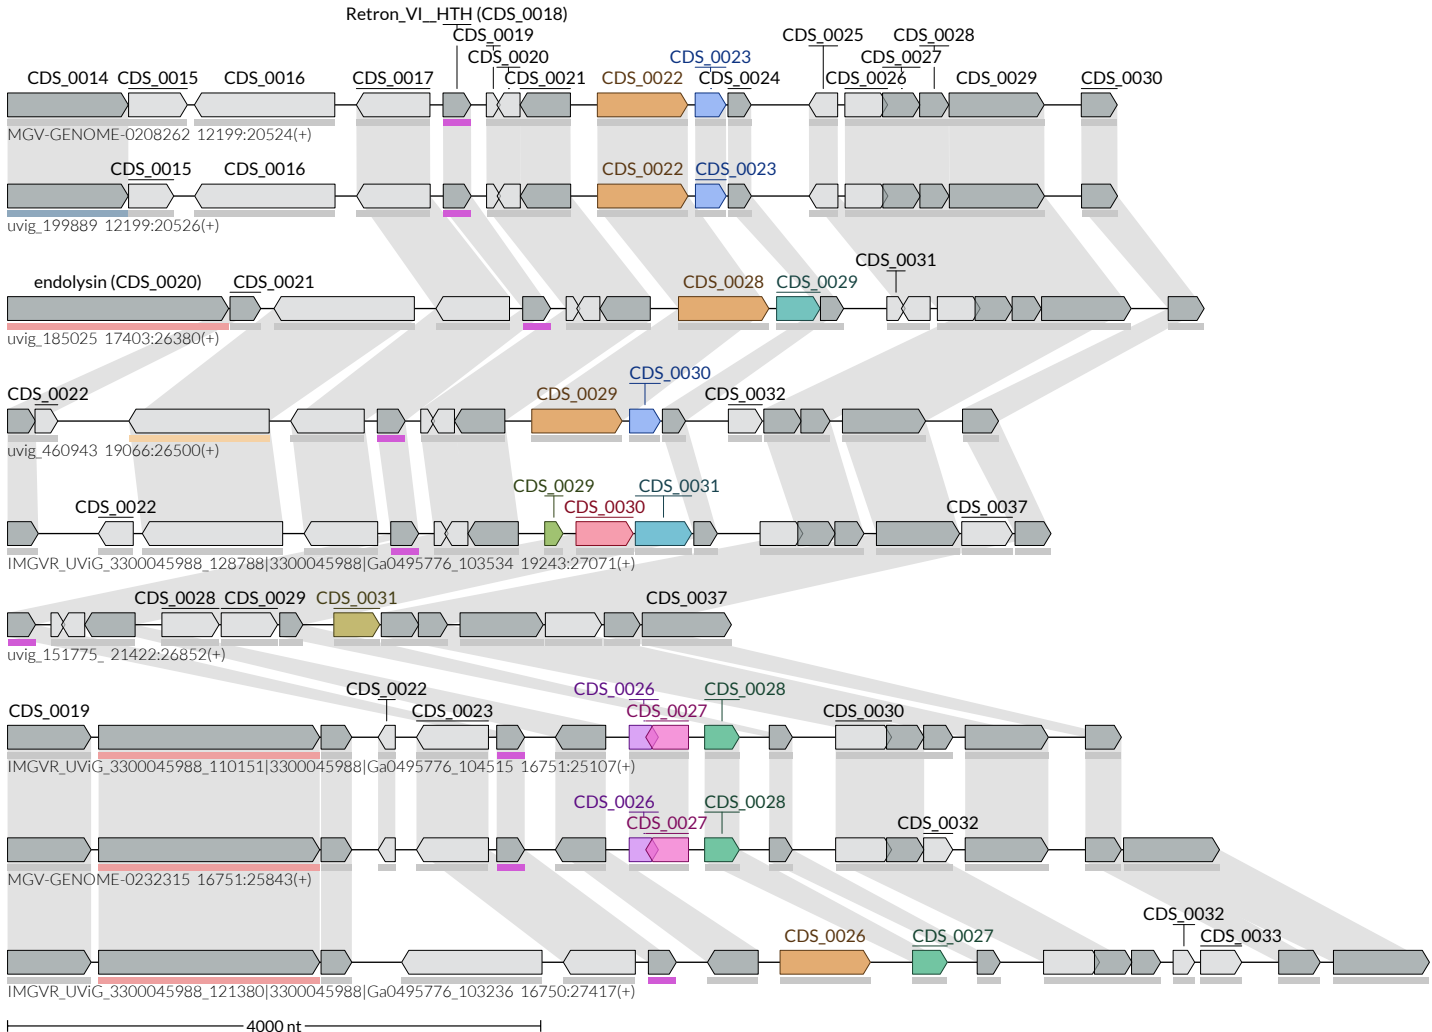 Retron_VI__HTH (CDS_0018)
CDS_0019 CDS_0025 CDS_0028
CDS_0020 CDS_0023 CDS_0027
CDS_0014 CDS_0015 CDS_0016 CDS_0017 CDS_0021 CDS_0022 CDS_0024 CDS_0026 CDS_0029 CDS_0030
MGV-GENOME-0208262 12199:20524(+)
CDS_0015 CDS_0016 CDS_0022 CDS_0023
uvig_199889 12199:20526(+)
CDS_0031
endolysin (CDS_0020) CDS_0021 CDS_0028 CDS_0029
uvig_185025 17403:26380(+)
CDS_0030
CDS_0022 CDS_0029 CDS_0032
uvig_460943 19066:26500(+)
CDS_0029 CDS_0031
CDS_0022 CDS_0030 CDS_0037
IMGVR_UViG_3300045988_128788|3300045988|Ga0495776_103534 19243:27071(+)
CDS_0028 CDS_0029 CDS_0031 CDS_0037
uvig_151775_ 21422:26852(+)
CDS_0022 CDS_0026 CDS_0028
CDS_0019 CDS_0023 CDS_0027 CDS_0030
IMGVR_UViG_3300045988_110151|3300045988|Ga0495776_104515 16751:25107(+)
CDS_0026 CDS_0028
CDS_0027 CDS_0032
MGV-GENOME-0232315 16751:25843(+)
CDS_0032
CDS_0026 CDS_0027 CDS_0033
IMGVR_UViG_3300045988_121380|3300045988|Ga0495776_103236 16750:27417(+)
4000 nt